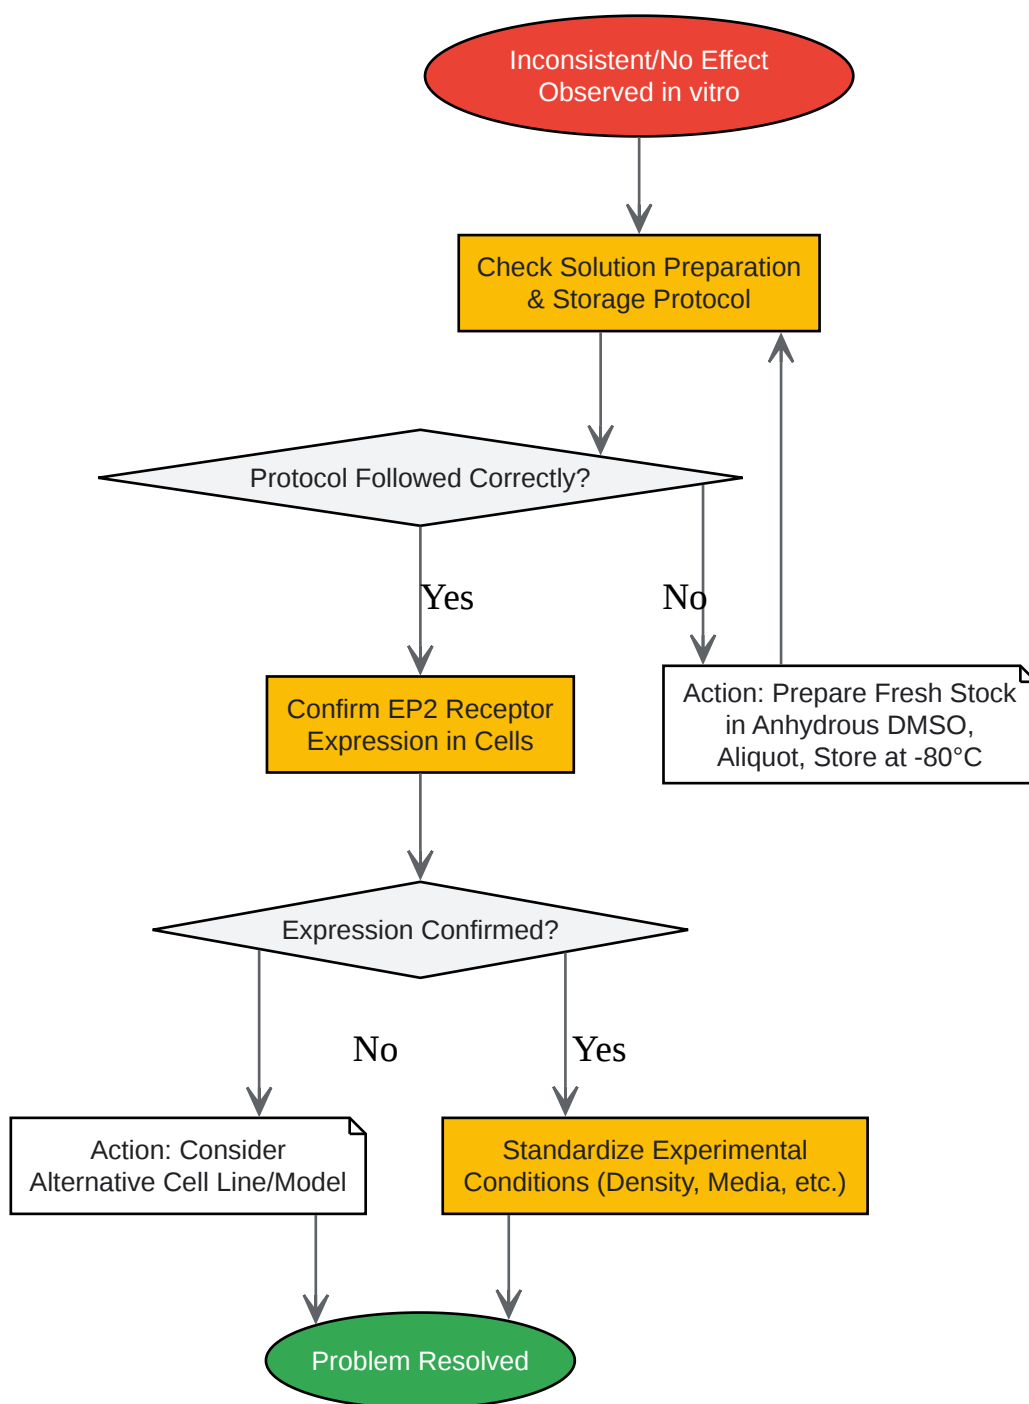 Inconsistent/No Effect
Observed in vitro
Check Solution Preparation
& Storage Protocol
Protocol Followed Correctly?
Yes
No
Confirm EP2 Receptor
Expression in Cells
Action: Prepare Fresh Stock
in Anhydrous DMSO,
Aliquot, Store at -80°C
Expression Confirmed?
No
Yes
Action: Consider
Alternative Cell Line/Model
Standardize Experimental
Conditions (Density, Media, etc.)
Problem Resolved